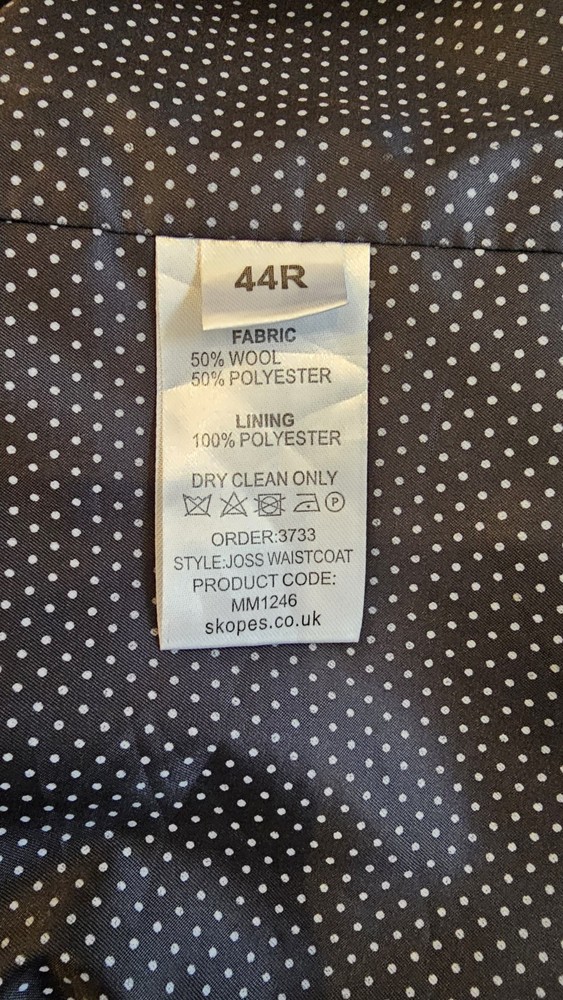 44R
FABRIC
50% WOOL
50% POLYESTER
LINING
100% POLYESTER
DRY CLEAN ONLY
P
ORDER:3733
STYLE:JOSS WAISTCOAT
PRODUCT CODE:
MM1246
skopes.co.uk